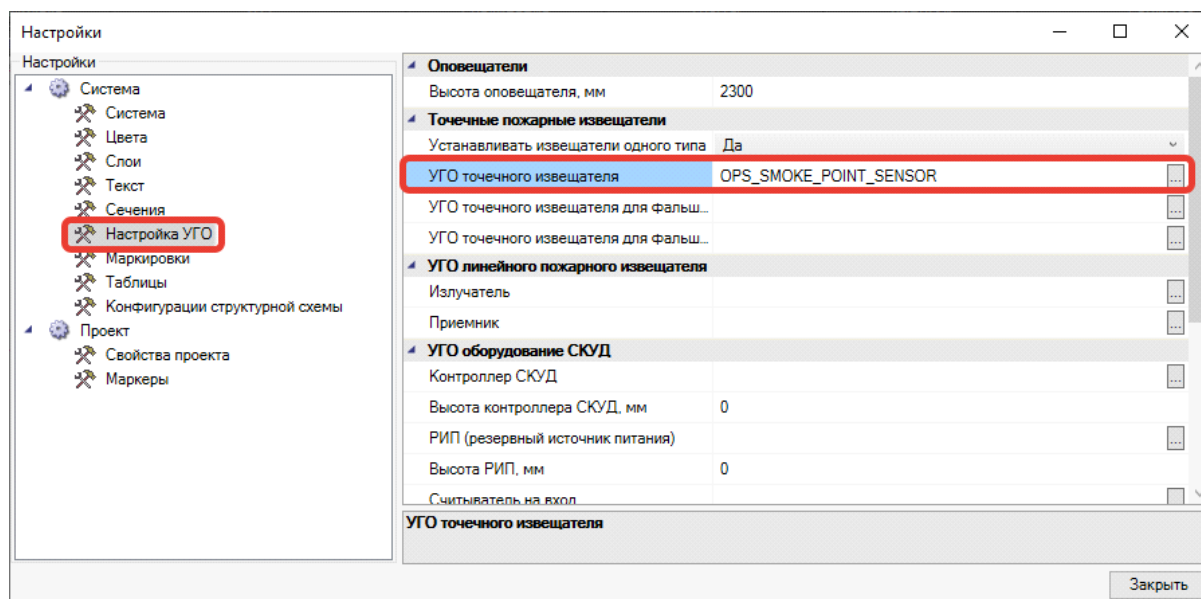 Настройки
Настройки
Система
Система
Цвета
Слои
Текст
Сечения
Настройка УГО
Маркировки
Таблицы
Конфигурации структурной схемы
Проект
Свойства проекта
Маркеры
Оповещатели
Высота оповещателя, мм 2300
Точечные пожарные извещатели
Устанавливать извещатели одного типа Да
УГО точечного извещателя OPS_SMOKE_POINT_SENSOR ...
УГО точечного извещателя для фальш... ...
УГО точечного извещателя для фальш... ...
УГО линейного пожарного извещателя
Излучатель ...
Приемник ...
УГО оборудование СКУД
Контроллер СКУД ...
Высота контроллера СКУД, мм 0
РИП (резервный источник питания) ...
Высота РИП, мм 0
Считыватель на вход
УГО точечного извещателя
Закрыть